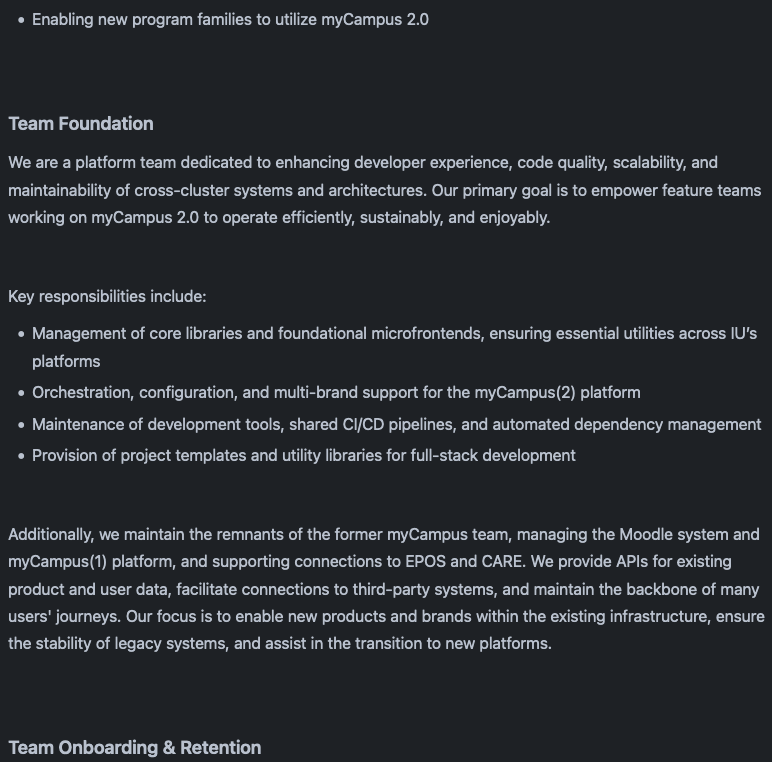 • Enabling new program families to utilize myCampus 2.0
Team Foundation
We are a platform team dedicated to enhancing developer experience, code quality, scalability, and
maintainability of cross-cluster systems and architectures. Our primary goal is to empower feature teams
working on myCampus 2.0 to operate efficiently, sustainably, and enjoyably.
Key responsibilities include:
• Management of core libraries and foundational microfrontends, ensuring essential utilities across IU’s
platforms
• Orchestration, configuration, and multi-brand support for the myCampus(2) platform
• Maintenance of development tools, shared CI/CD pipelines, and automated dependency management
• Provision of project templates and utility libraries for full-stack development
Additionally, we maintain the remnants of the former myCampus team, managing the Moodle system and
myCampus(1) platform, and supporting connections to EPOS and CARE. We provide APIs for existing
product and user data, facilitate connections to third-party systems, and maintain the backbone of many
users' journeys. Our focus is to enable new products and brands within the existing infrastructure, ensure
the stability of legacy systems, and assist in the transition to new platforms.
Team Onboarding & Retention